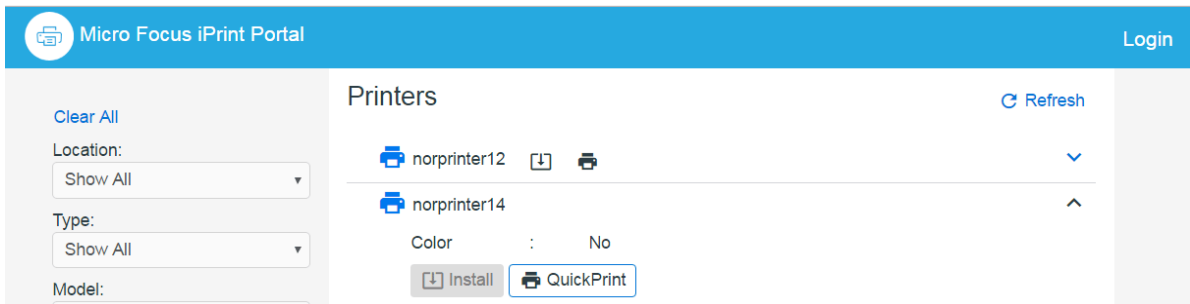 Micro Focus iPrint Portal
Login
Clear All
Location:
Show All
Type:
Show All
Model:
Printers
Refresh
norprinter12
norprinter14
Color : No
Install QuickPrint